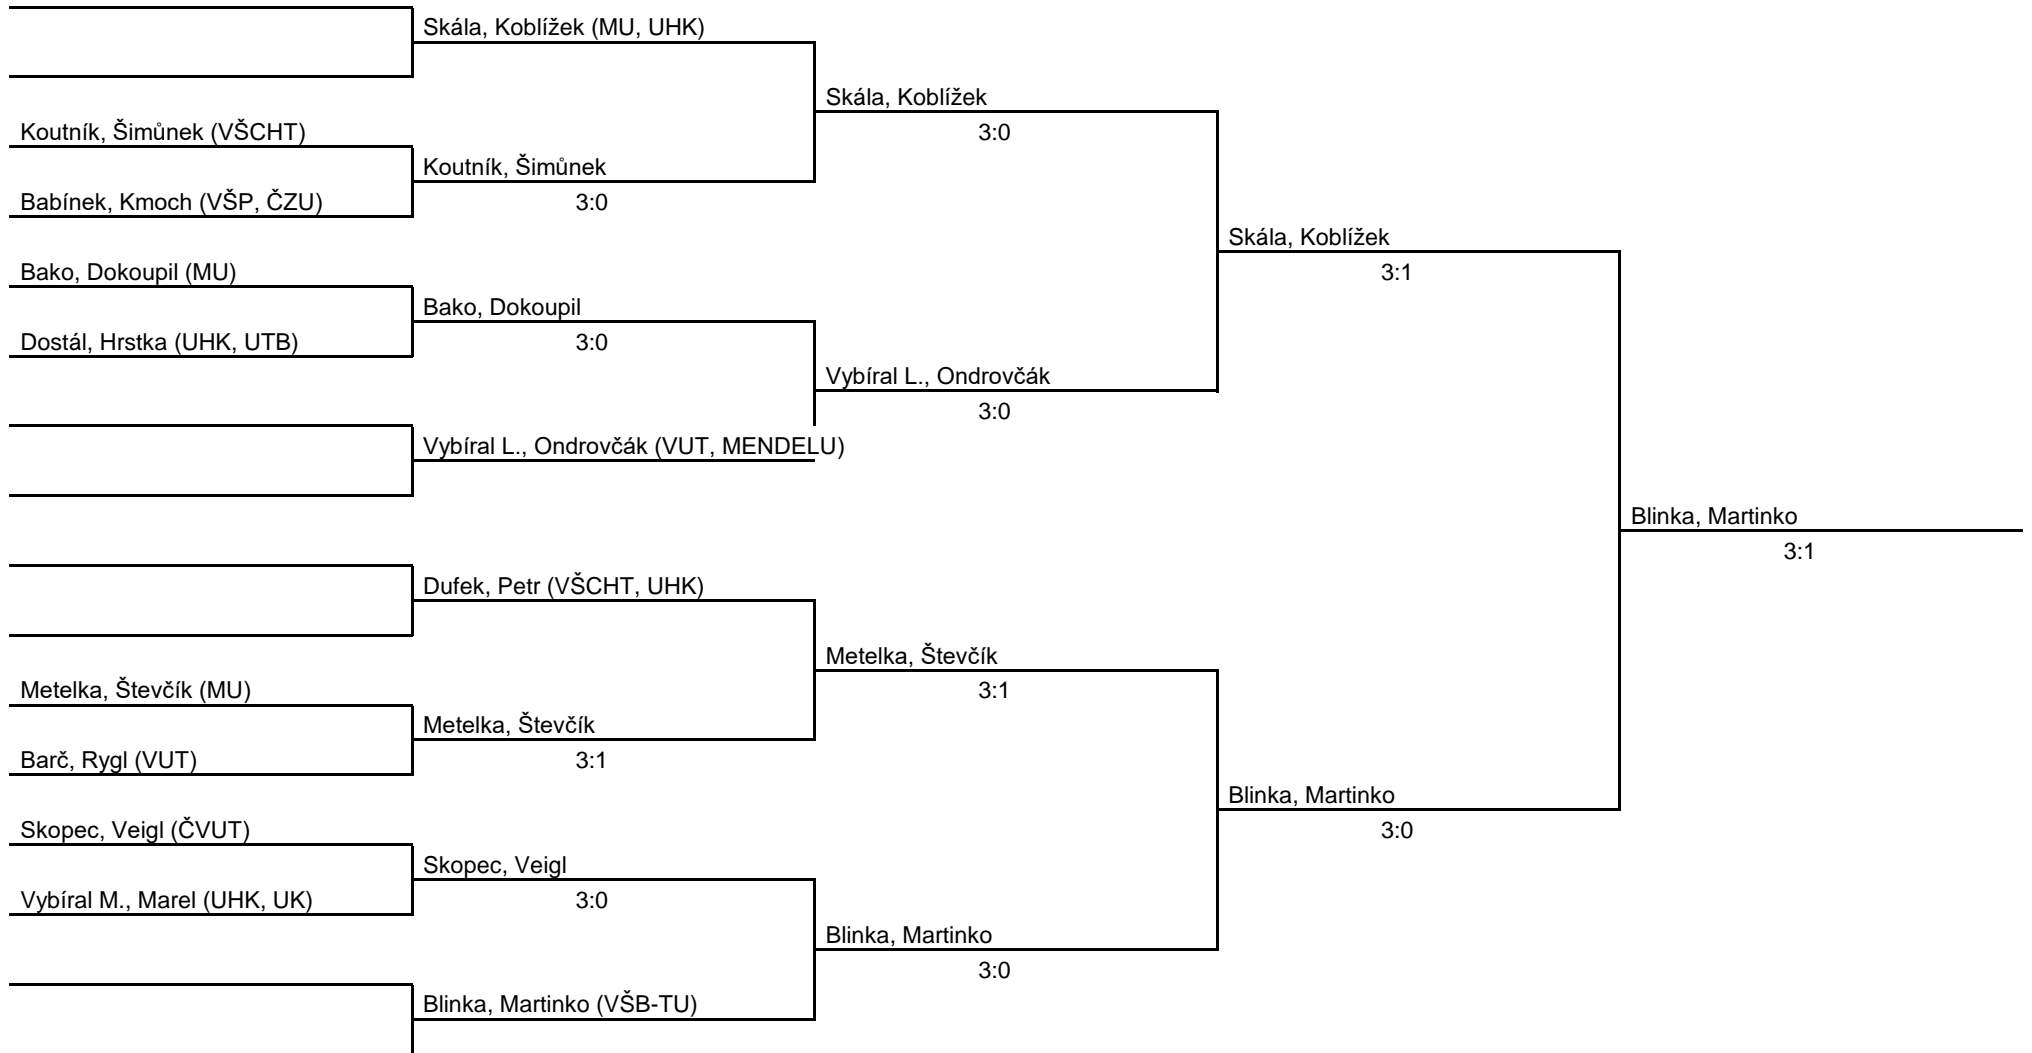 Skála, Koblížek (MU, UHK)
Skála, Koblížek
3:0
Koutník, Šimůnek (VŠCHT)
Koutník, Šimůnek
3:0
Babínek, Kmoch (VŠP, ČZU)
Skála, Koblížek
3:1
Bako, Dokoupil (MU)
Bako, Dokoupil
3:0
Dostál, Hrstka (UHK, UTB)
Vybíral L., Ondrovčák
3:0
Vybíral L., Ondrovčák (VUT, MENDELU)
Blinka, Martinko
3:1
Dufek, Petr (VŠCHT, UHK)
Metelka, Števčík
3:1
Metelka, Števčík (MU)
Metelka, Števčík
3:1
Barč, Rygl (VUT)
Blinka, Martinko
3:0
Skopec, Veigl (ČVUT)
Skopec, Veigl
3:0
Vybíral M., Marel (UHK, UK)
Blinka, Martinko
3:0
Blinka, Martinko (VŠB-TU)